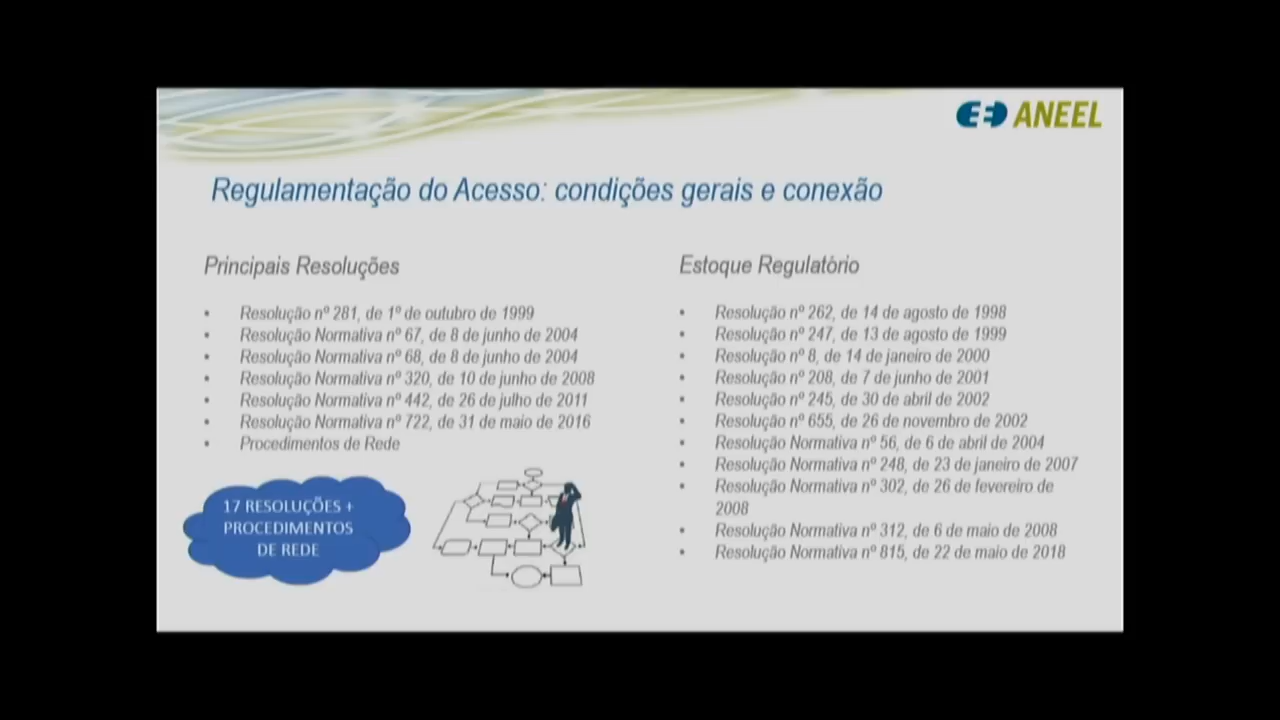 ANEEL
Regulamentação do Acesso: condições gerais e conexão
Principais Resoluções
• Resolução nº 281, de 1º de outubro de 1999
• Resolução Normativa nº 67, de 8 de junho de 2004
• Resolução Normativa nº 68, de 8 de junho de 2004
• Resolução Normativa nº 320, de 10 de junho de 2008
• Resolução Normativa nº 442, de 26 de julho de 2011
• Resolução Normativa nº 722, de 31 de maio de 2016
• Procedimentos de Rede
17 RESOLUÇÕES +
PROCEDIMENTOS
DE REDE
Estoque Regulatório
• Resolução nº 262, de 14 de agosto de 1998
• Resolução nº 247, de 13 de agosto de 1999
• Resolução nº 8, de 14 de janeiro de 2000
• Resolução nº 208, de 7 de junho de 2001
• Resolução nº 245, de 30 de abril de 2002
• Resolução nº 655, de 26 de novembro de 2002
• Resolução Normativa nº 56, de 6 de abril de 2004
• Resolução Normativa nº 248, de 23 de janeiro de 2007
• Resolução Normativa nº 302, de 26 de fevereiro de
2008
• Resolução Normativa nº 312, de 6 de maio de 2008
• Resolução Normativa nº 815, de 22 de maio de 2018